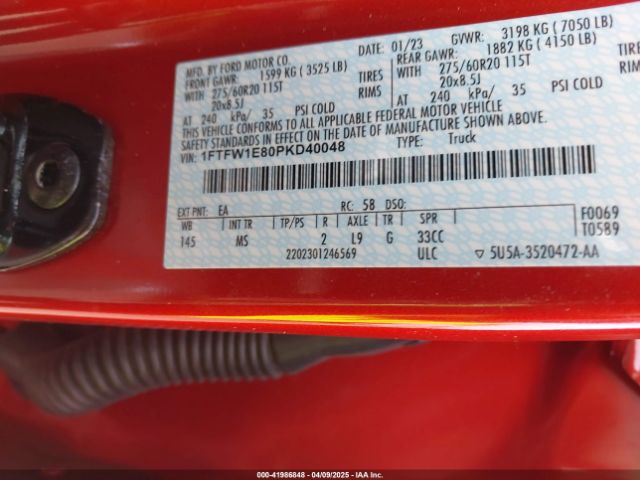 MFD. BY FORD MOTOR CO.
DATE: 01/23 GVWR: 3198 KG ( 7050 LB)
FRONT GAWR: 1599 KG ( 3525 LB) REAR GAWR: 1882 KG ( 4150 LB)
WITH 275/60R20 115T TIRES WITH 275/60R20 115T
20x8.5J RIMS 20x8.5J
AT 240 kPa/ 35 PSI COLD AT 240 kPa/ 35 PSI COLD
THIS VEHICLE CONFORMS TO ALL APPLICABLE FEDERAL MOTOR VEHICLE
SAFETY STANDARDS IN EFFECT ON THE DATE OF MANUFACTURE SHOWN ABOVE.
VIN: 1FTFW1E80PKD40048 TYPE: Truck
EXT PNT: EA RC: 58 DSO: F0069
WB INT TR TP/PS R AXLE TR SPR T0589
145 MS 2 L9 G 33CC
2202301246569 ULC ▽ 5U5A-3520472-AA
000-41986848 - 04/09/2025 - IAAI.COM